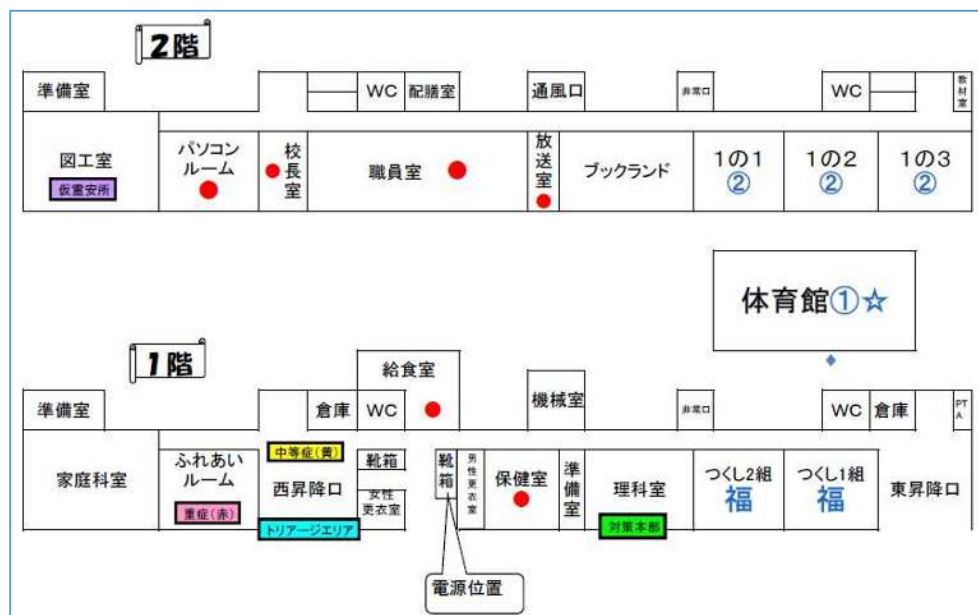 2階
準備室
WC
配膳室
通風口
非常口
WC
教材室
図工室
仮霊安所
パソコン
ルーム
校長室
職員室
放送室
ブックランド
1の1
②
1の2
②
1の3
②
体育館①☆
1階
給食室
準備室
倉庫
WC
機械室
非常口
WC
倉庫
PTA
家庭科室
ふれあい
ルーム
重症(赤)
中等症(黄)
西昇降口
トリアージエリア
靴箱
女性
更衣室
靴箱
男性更衣室
保健室
準備室
理科室
対策本部
つくし2組
福
つくし1組
福
東昇降口
電源位置